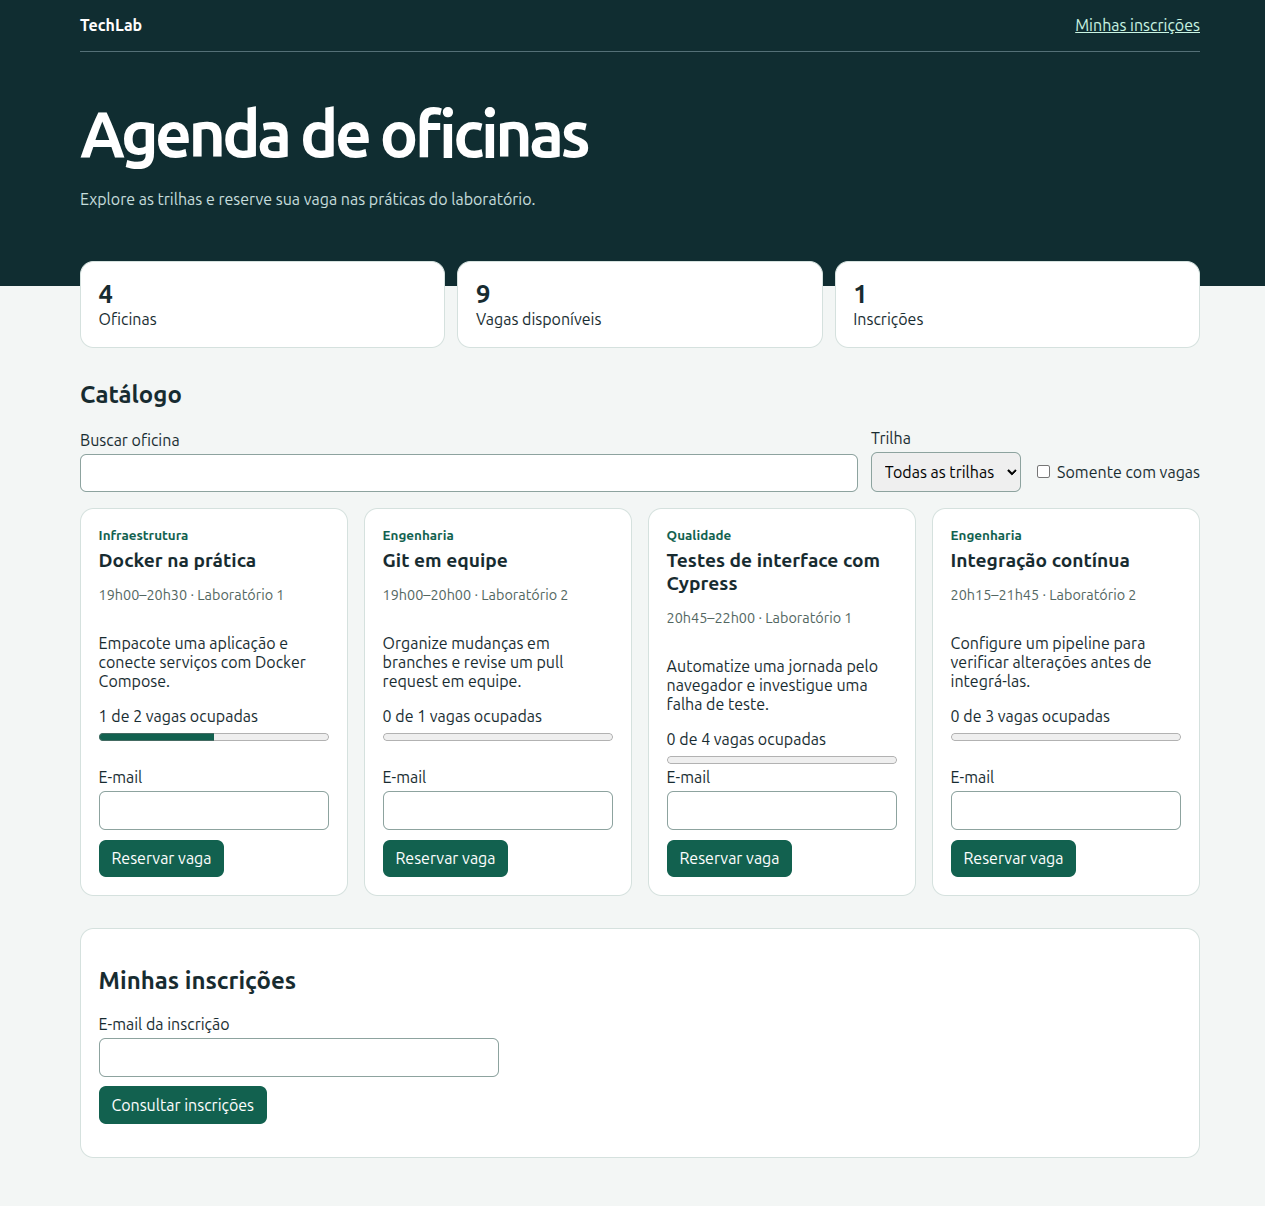 TechLab
Minhas inscrições
Agenda de oficinas
Explore as trilhas e reserve sua vaga nas práticas do laboratório.
4
Oficinas
9
Vagas disponíveis
1
Inscrições
Catálogo
Buscar oficina
Trilha
Todas as trilhas
Somente com vagas
Infraestrutura
Docker na prática
19h00–20h30 · Laboratório 1
Empacote uma aplicação e
conecte serviços com Docker
Compose.
1 de 2 vagas ocupadas
E-mail
Reservar vaga
Engenharia
Git em equipe
19h00–20h00 · Laboratório 2
Organize mudanças em
branches e revise um pull
request em equipe.
0 de 1 vagas ocupadas
E-mail
Reservar vaga
Qualidade
Testes de interface com
Cypress
20h45–22h00 · Laboratório 1
Automatize uma jornada pelo
navegador e investigue uma
falha de teste.
0 de 4 vagas ocupadas
E-mail
Reservar vaga
Engenharia
Integração contínua
20h15–21h45 · Laboratório 2
Configure um pipeline para
verificar alterações antes de
integrá-las.
0 de 3 vagas ocupadas
E-mail
Reservar vaga
Minhas inscrições
E-mail da inscrição
Consultar inscrições